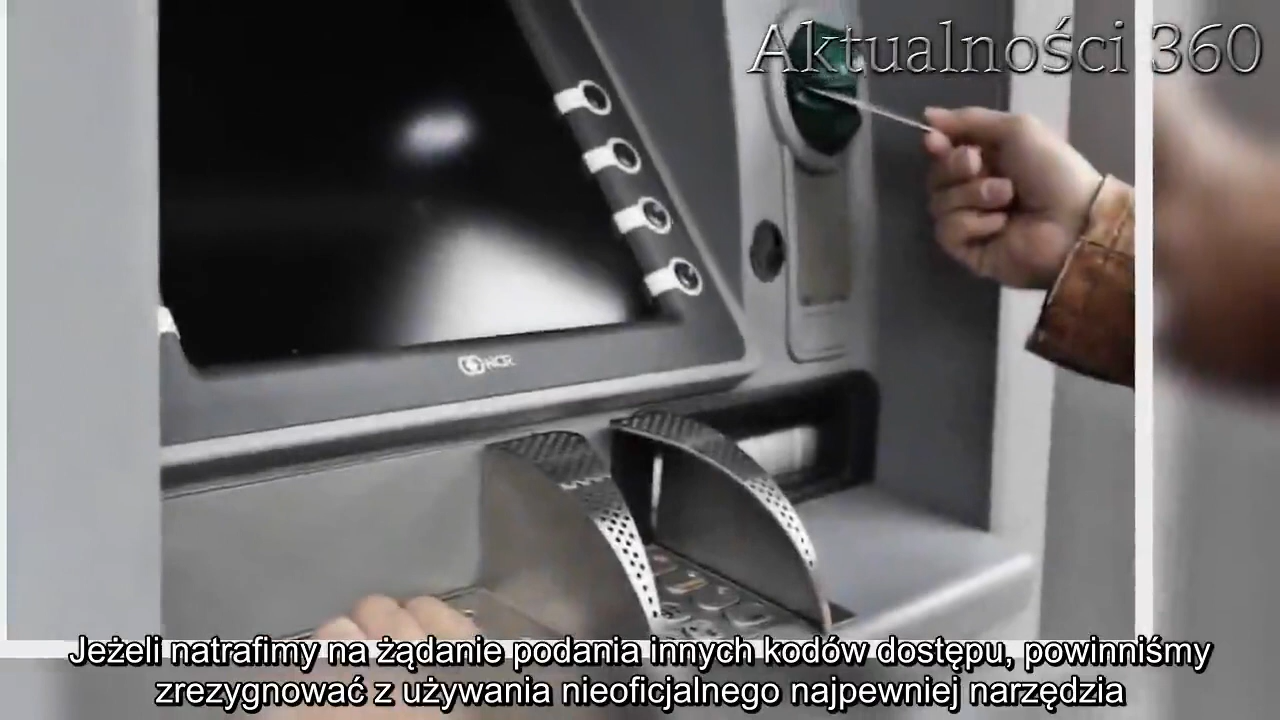 Aktualności 360
NCR
Jeżeli natrafimy na żądanie podania innych kodów dostępu, powinniśmy
zrezygnować z używania nieoficjalnego najpewniej narzędzia